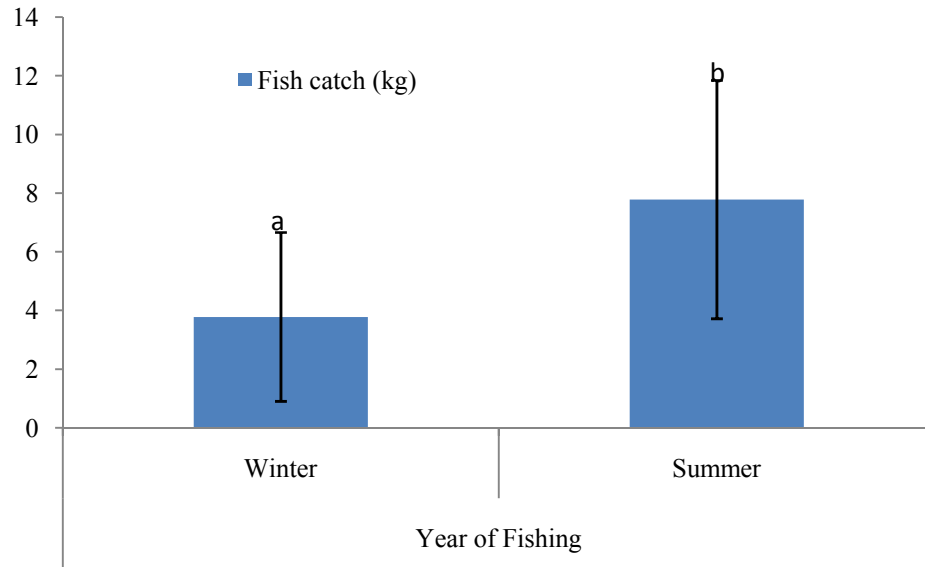 14
12
10
8
6
4
2
0
Fish catch (kg)
a
b
Winter
Summer
Year of Fishing